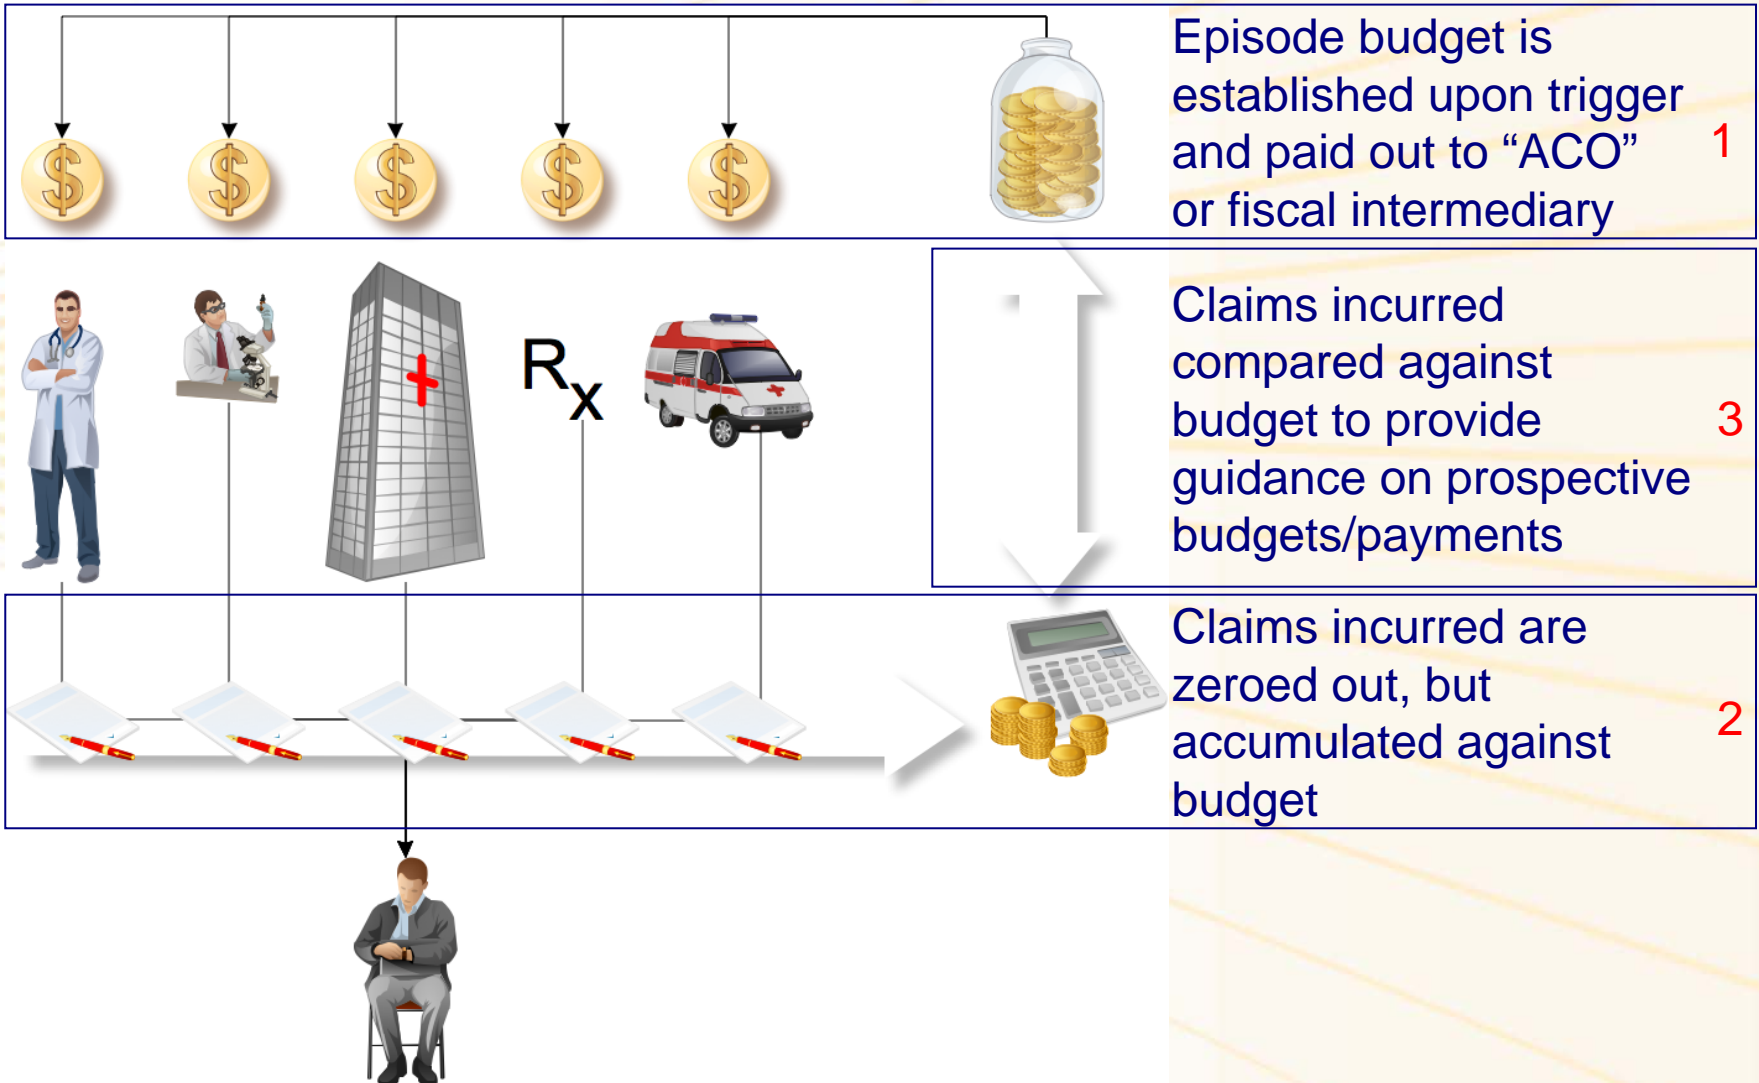 Episode budget is
established upon trigger
and paid out to “ACO”
or fiscal intermediary
1
Rx
Claims incurred
compared against
budget to provide
guidance on prospective
budgets/payments
3
Claims incurred are
zeroed out, but
accumulated against
budget
2
$ $ $ $ $